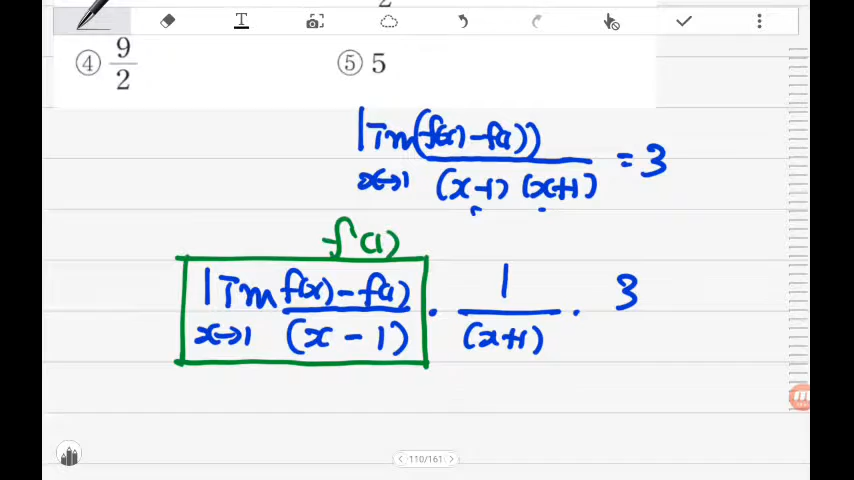 ④ 9/2 ⑤ 5
lim x→1 (f(x)-f(1)) / (x-1)(x+1) = 3
f'(1)
lim x→1 f(x)-f(1) / (x-1) · 1 / (x+1) · 3
110/161